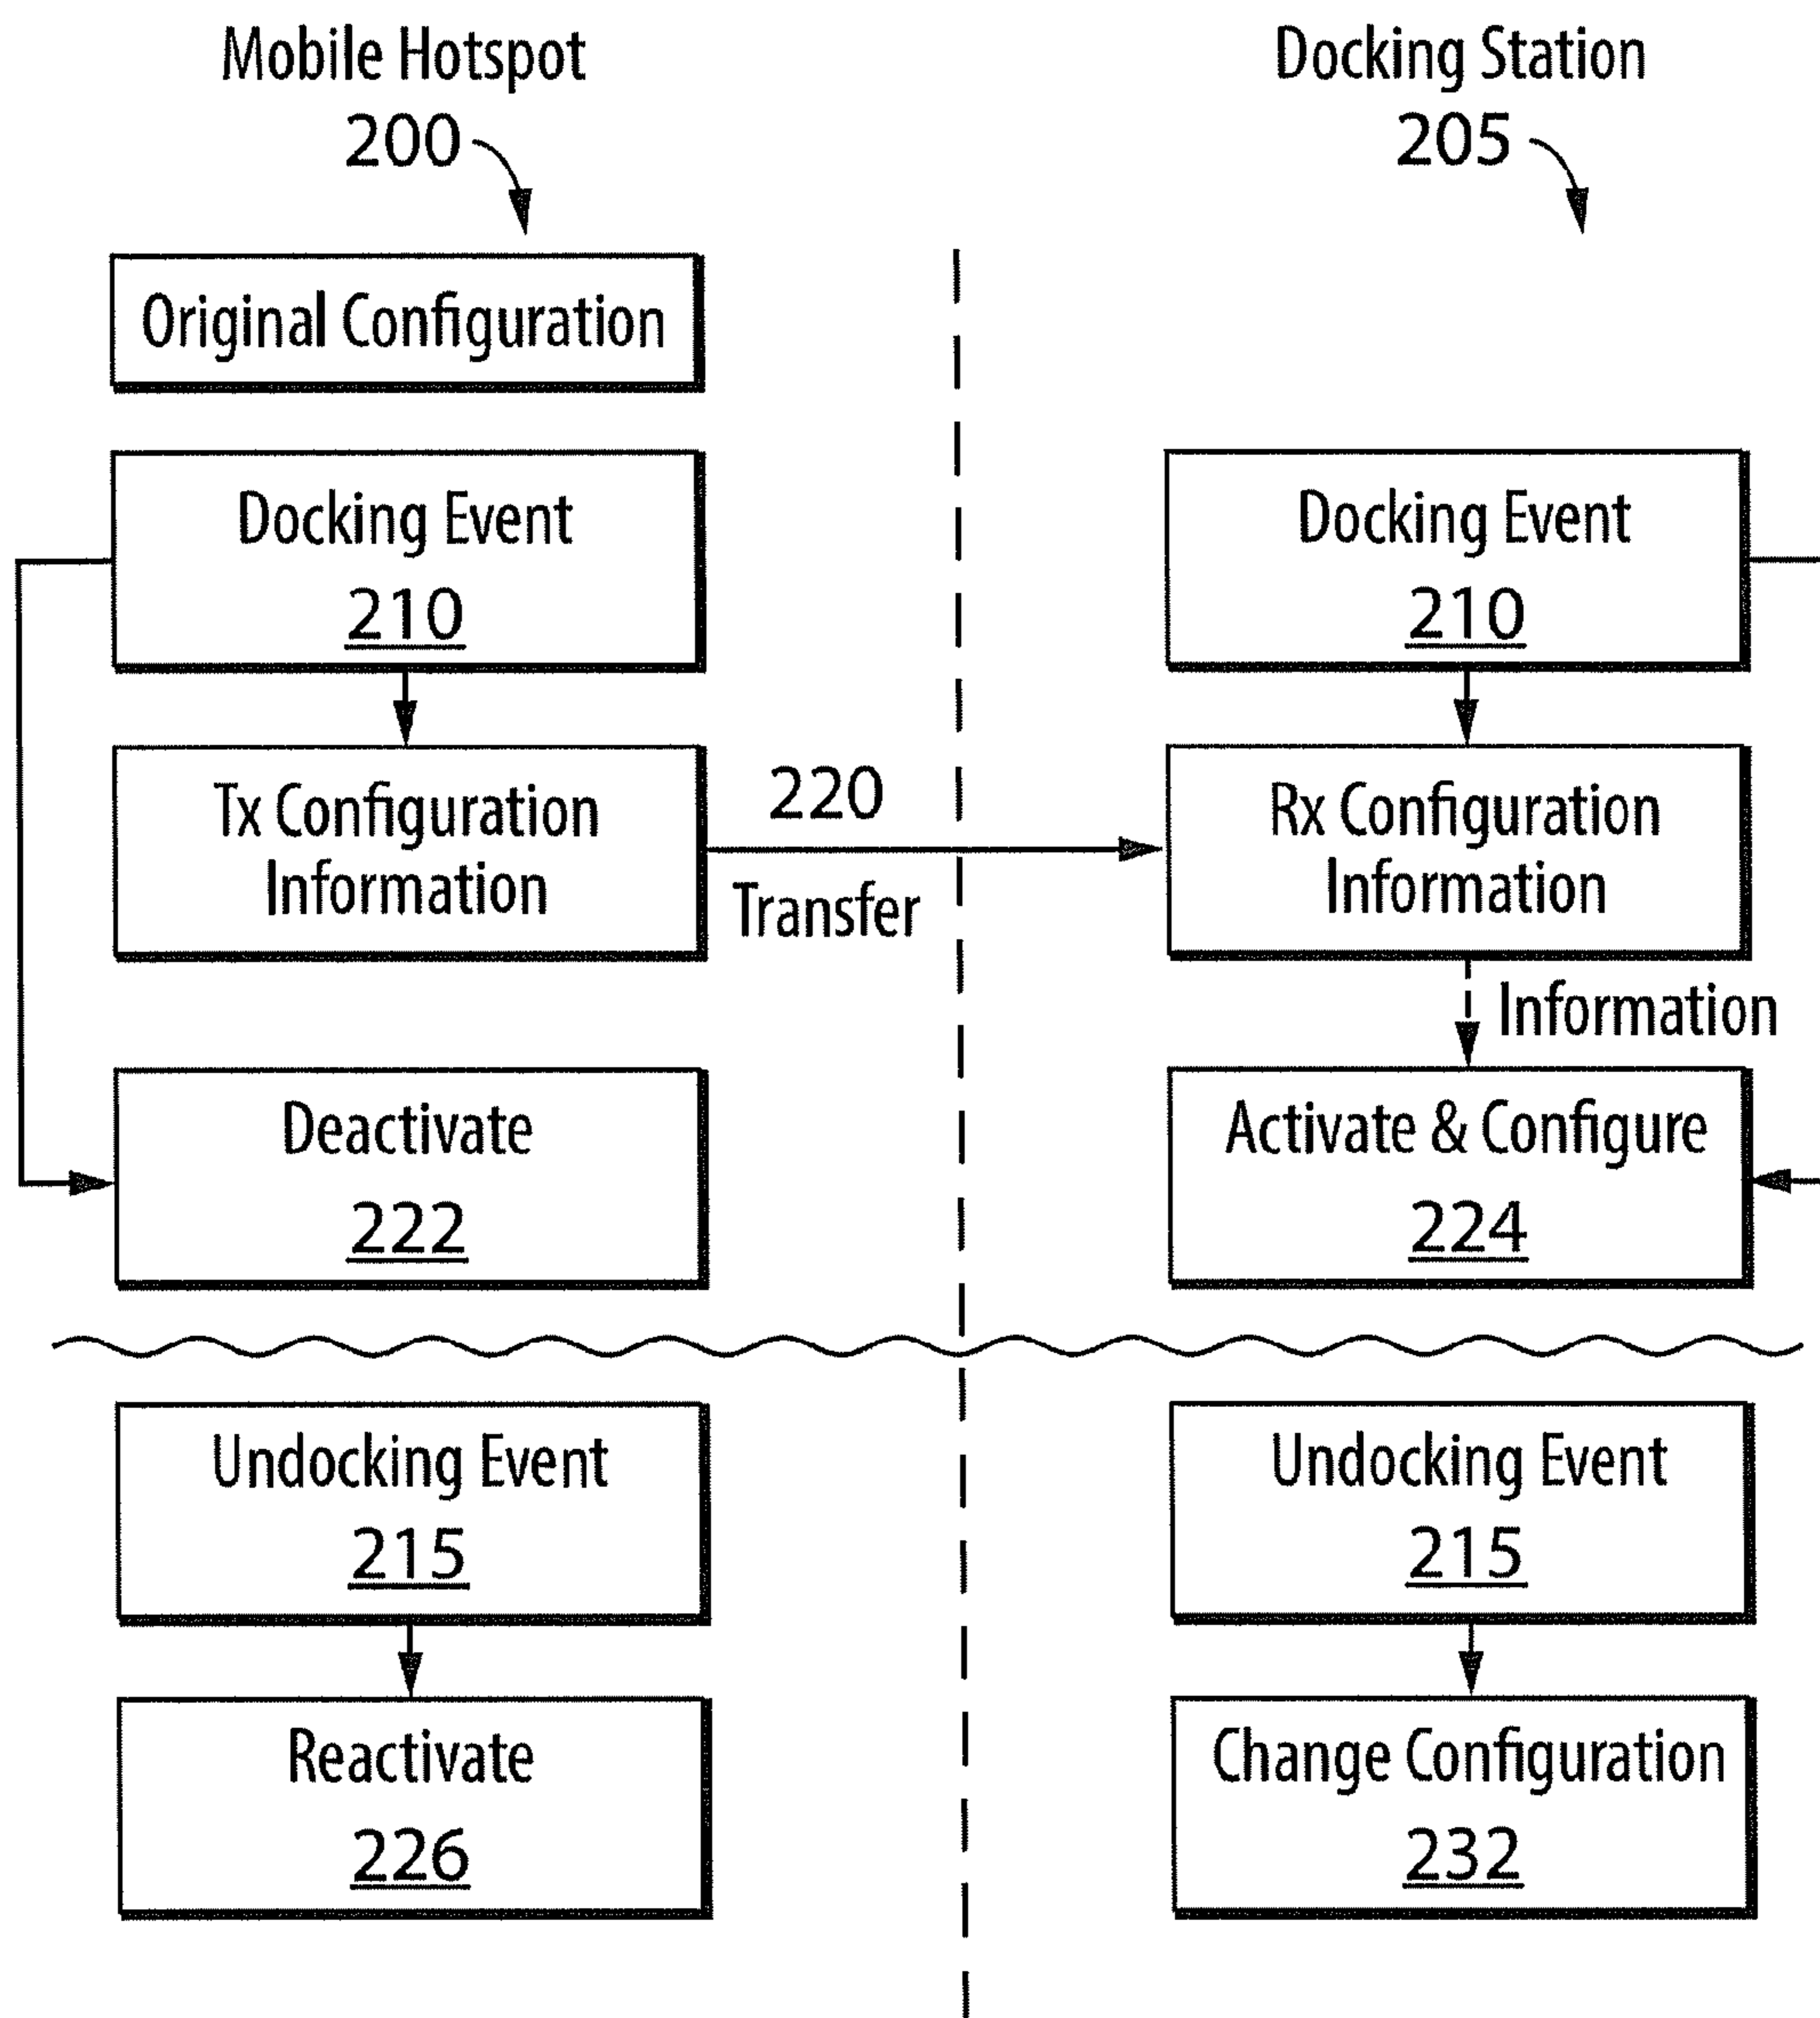 Mobile Hotspot
200
Docking Station
205
Original Configuration
Docking Event
210
Docking Event
210
Tx Configuration
Information
220
Transfer
Rx Configuration
Information
Information
Deactivate
222
Activate & Configure
224
Undocking Event
215
Undocking Event
215
Reactivate
226
Change Configuration
232